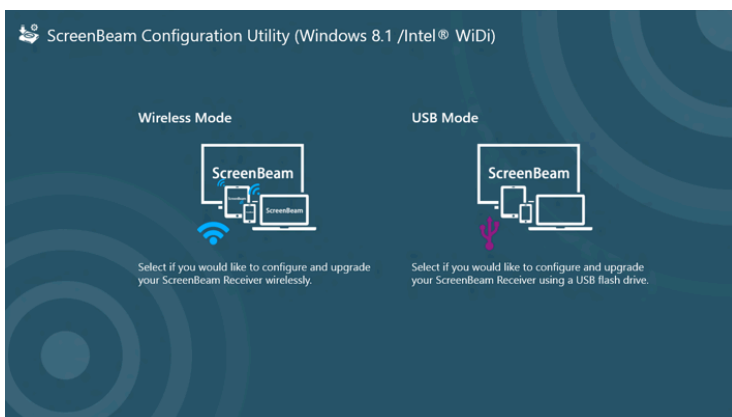 ScreenBeam Configuration Utility (Windows 8.1 /Intel® WiDi)
Wireless Mode
USB Mode
ScreenBeam
ScreenBeam
ScreenBeam
ScreenBeam
Select if you would like to configure and upgrade
your ScreenBeam Receiver wirelessly.
Select if you would like to configure and upgrade
your ScreenBeam Receiver using a USB flash drive.